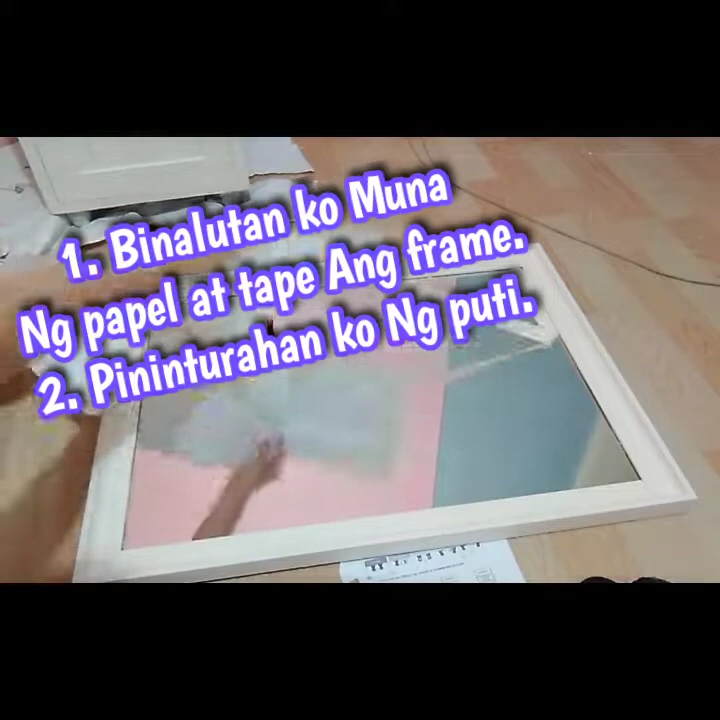 1. Binalutan ko Muna
Ng papel at tape Ang frame.
2. Pininturahan ko Ng puti.